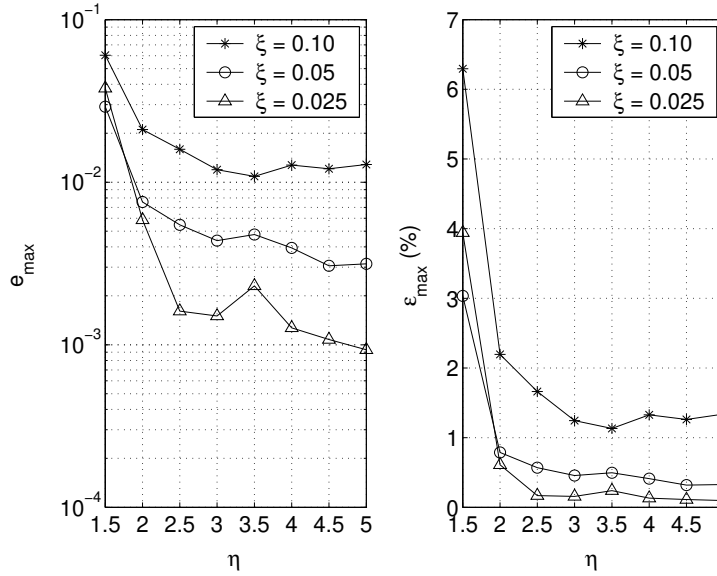 10^-1
10^-2
10^-3
10^-4
e_max
ξ = 0.10
ξ = 0.05
ξ = 0.025
1.5 2 2.5 3 3.5 4 4.5 5
η
7
6
5
4
3
2
1
0
ε_max (%)
ξ = 0.10
ξ = 0.05
ξ = 0.025
1.5 2 2.5 3 3.5 4 4.5
η